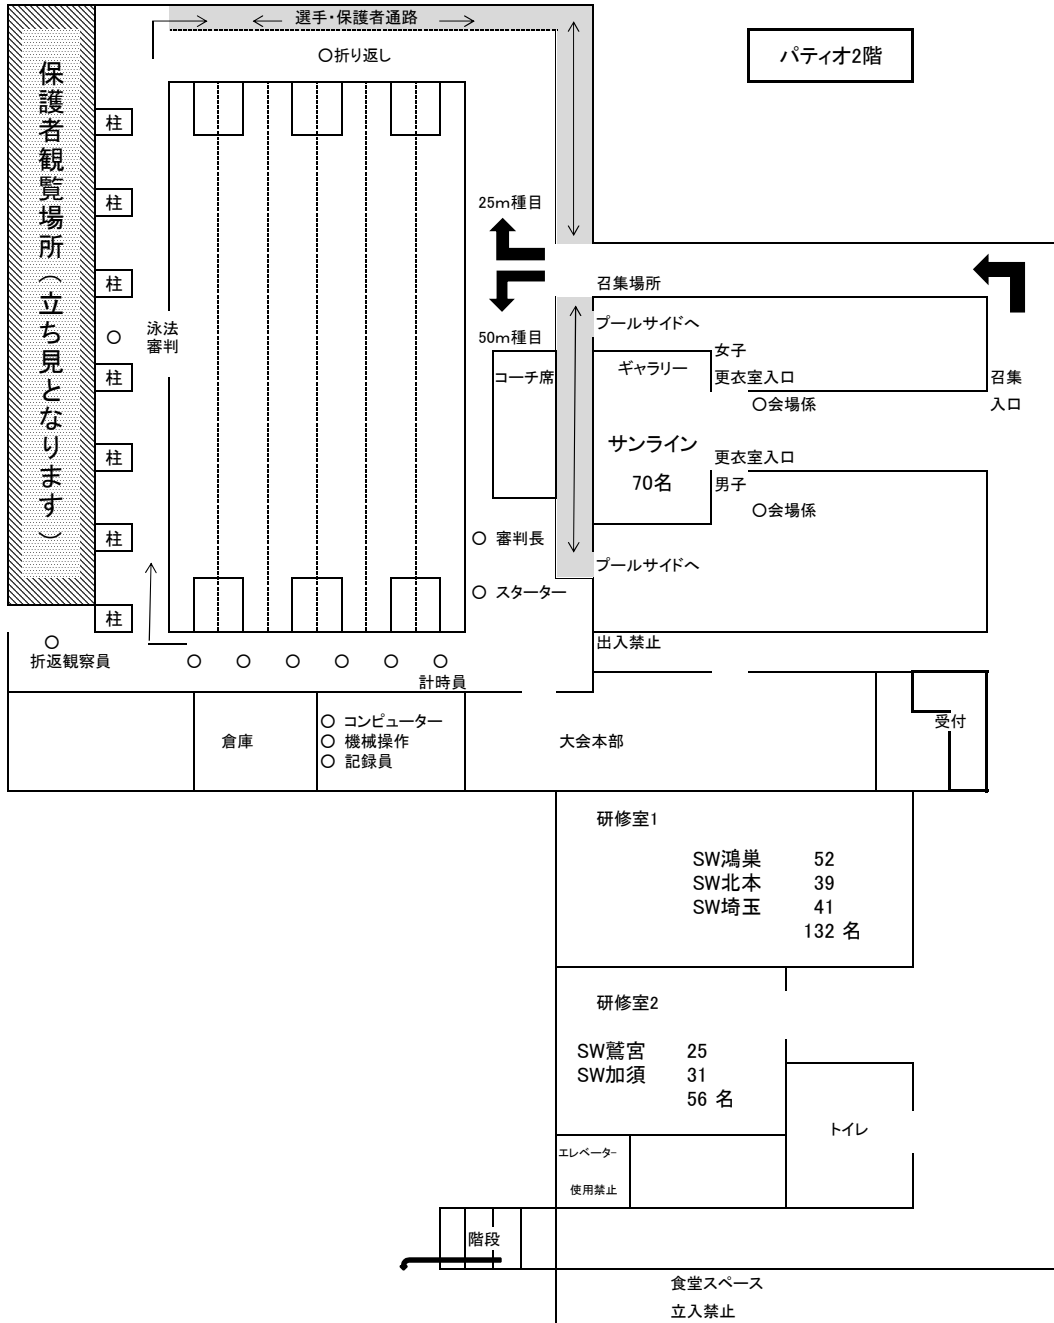 選手・保護者通路
○折り返し
パティオ2階
保護者観覧場所（立ち見となります）
柱
柱
柱
柱
柱
柱
柱
25m種目
召集場所
○
泳法
審判
50m種目
プールサイドへ
コーチ席
ギャラリー
女子
更衣室入口
○会場係
召集
入口
サンライン
70名
更衣室入口
男子
○会場係
○ 審判長
プールサイドへ
○ スターター
○
折返観察員
出入禁止
○ ○ ○ ○ ○ ○
計時員
倉庫
○ コンピューター
○ 機械操作
○ 記録員
大会本部
受付
研修室1
SW鴻巣 52
SW北本 39
SW埼玉 41
132 名
研修室2
SW鷲宮 25
SW加須 31
56 名
トイレ
エレベーター
使用禁止
階段
食堂スペース
立入禁止